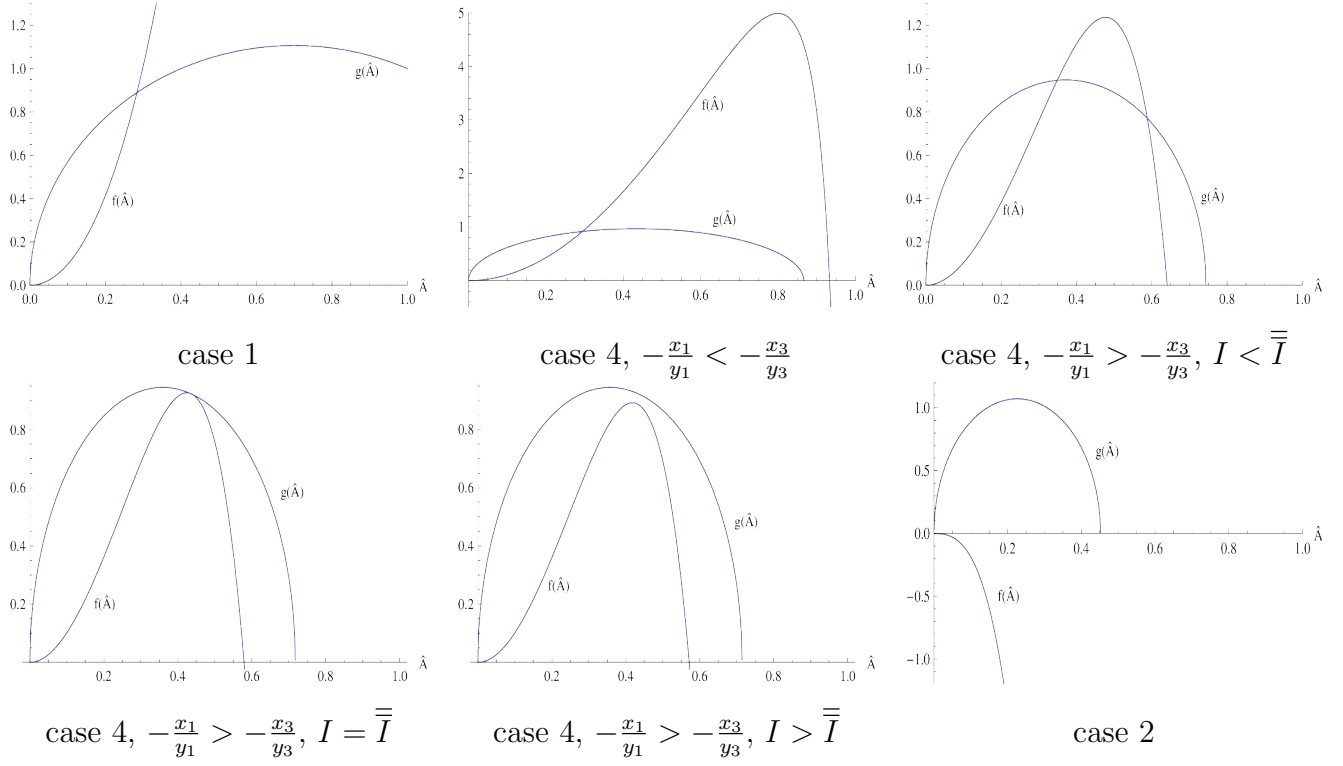 1.2
1.0
0.8
0.6
0.4
0.2
0.0
0.0 0.2 0.4 0.6 0.8 1.0 Â
g(Â)
f(Â)
case 1
5
4
3
2
1
0.2 0.4 0.6 0.8 1.0 Â
f(Â)
g(Â)
case 4, −x₁/y₁ < −x₃/y₃
1.2
1.0
0.8
0.6
0.4
0.2
0.0
0.0 0.2 0.4 0.6 0.8 1.0 Â
f(Â)
g(Â)
case 4, −x₁/y₁ > −x₃/y₃, I < I̿
0.8
0.6
0.4
0.2
0.2 0.4 0.6 0.8 1.0 Â
g(Â)
f(Â)
case 4, −x₁/y₁ > −x₃/y₃, I = I̿
0.8
0.6
0.4
0.2
0.2 0.4 0.6 0.8 1.0 Â
g(Â)
f(Â)
case 4, −x₁/y₁ > −x₃/y₃, I > I̿
1.0
0.5
0.0
−0.5
−1.0
0.2 0.4 0.6 0.8 1.0 Â
g(Â)
f(Â)
case 2